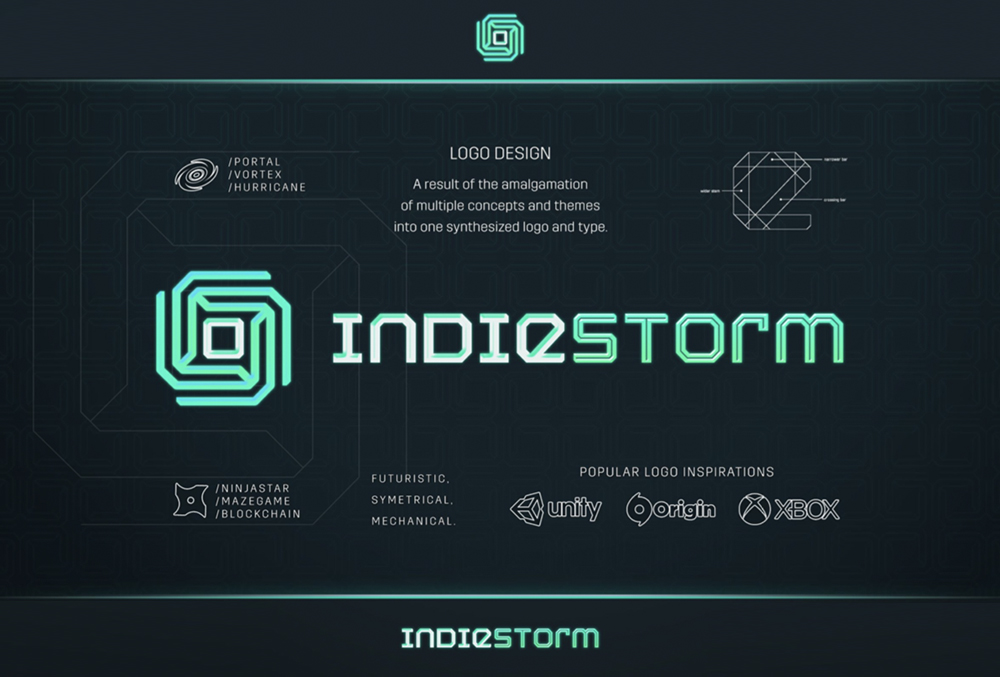 /PORTAL
/VORTEX
/HURRICANE
LOGO DESIGN
A result of the amalgamation
of multiple concepts and themes
into one synthesized logo and type.
narrower bar
wider stem
crossing bar
INDIESTORM
/NINJASTAR
/MAZEGAME
/BLOCKCHAIN
FUTURISTIC,
SYMETRICAL,
MECHANICAL.
POPULAR LOGO INSPIRATIONS
unity
Origin
XBOX
INDIESTORM